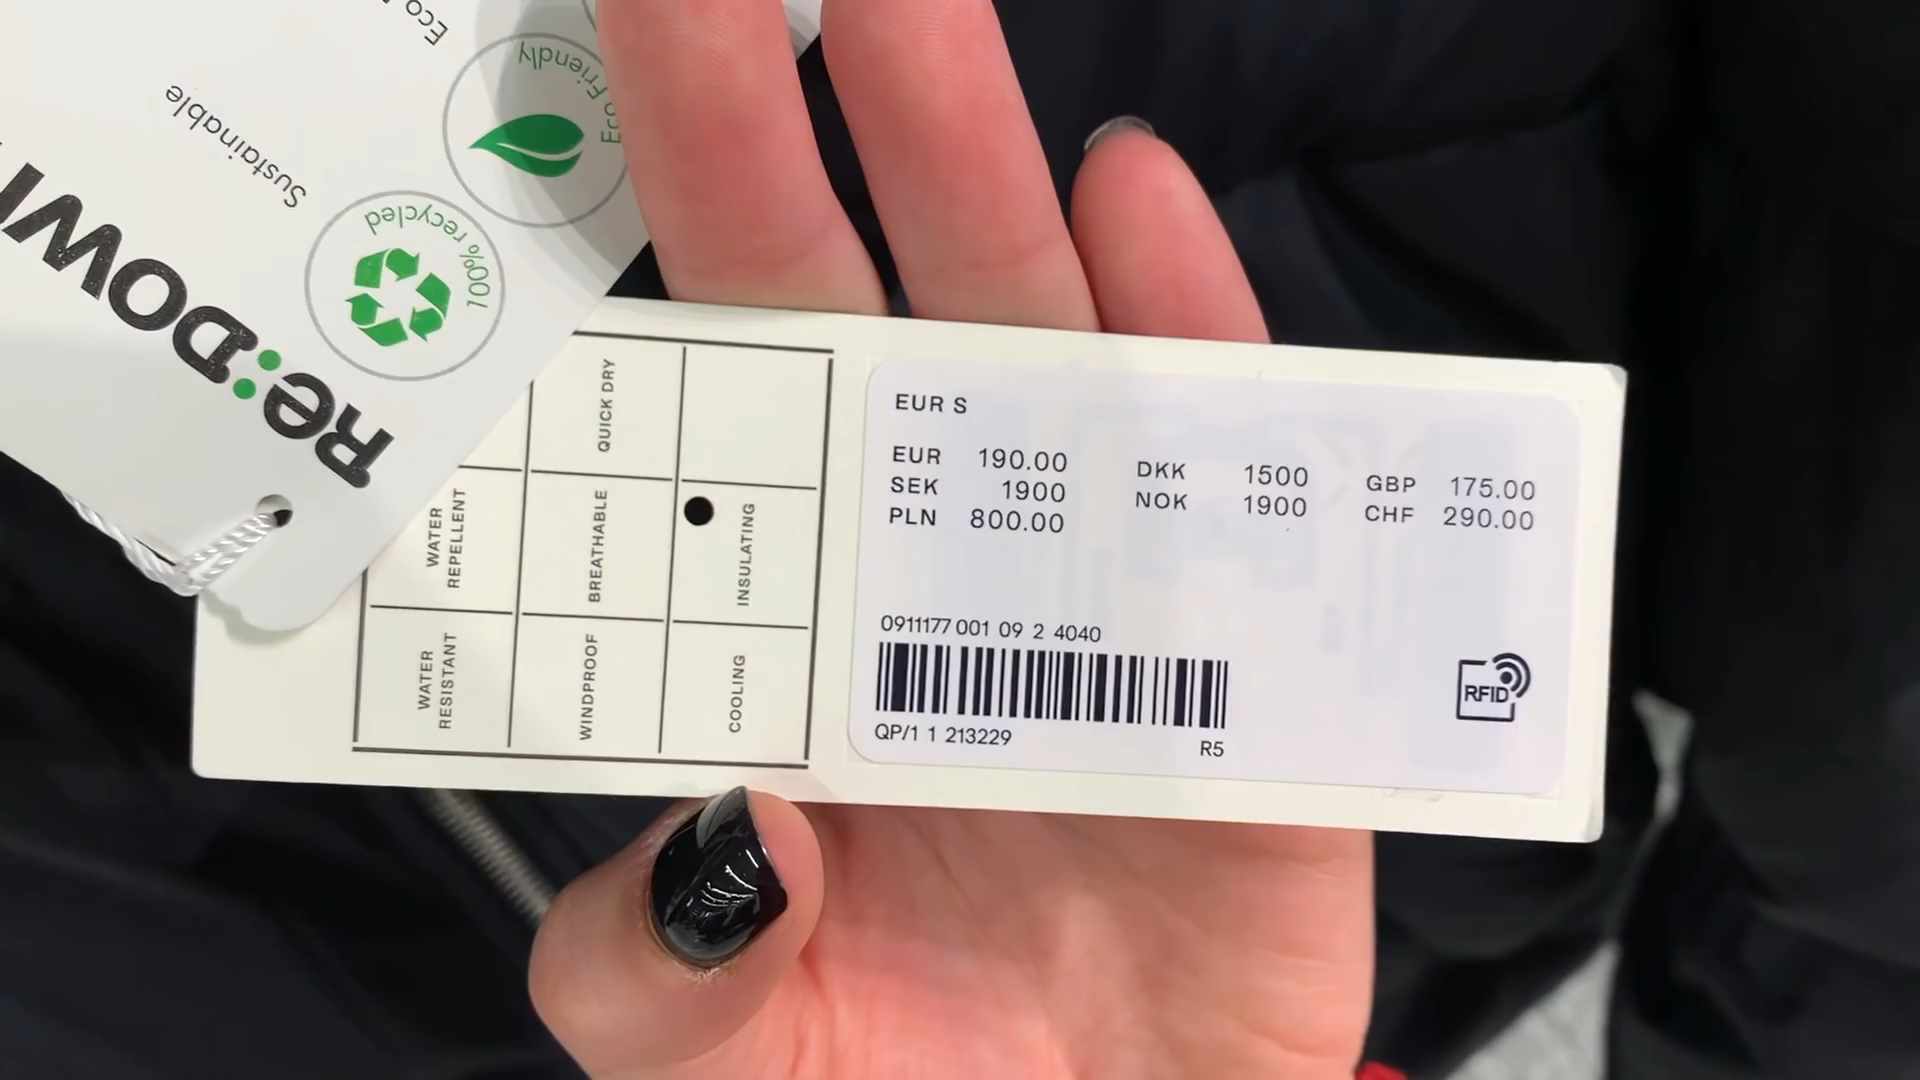 Eco
Eco Friendly
Sustainable
100% recycled
Re:DOWN
QUICK DRY
WATER
REPELLENT
BREATHABLE
INSULATING
WATER
RESISTANT
WINDPROOF
COOLING
EUR S
EUR 190.00 DKK 1500 GBP 175.00
SEK 1900 NOK 1900 CHF 290.00
PLN 800.00
0911177 001 09 2 4040
QP/1 1 213229 R5
RFID